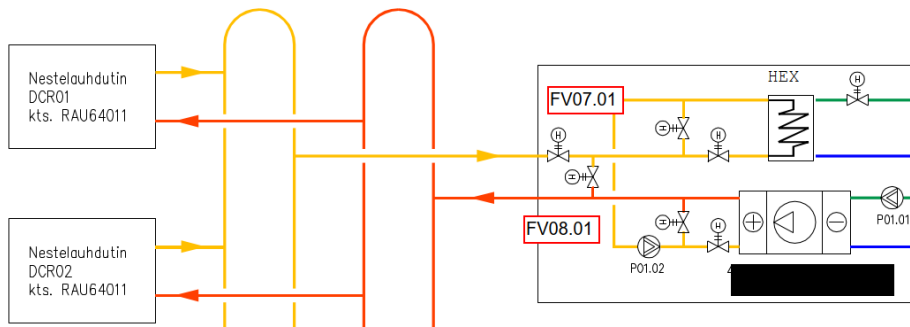 Nestelauhdutin
DCR01
kts. RAU64011
Nestelauhdutin
DCR02
kts. RAU64011
HEX
FV07.01
H
H
H
H
H
FV08.01
H
H
P01.01
P01.02